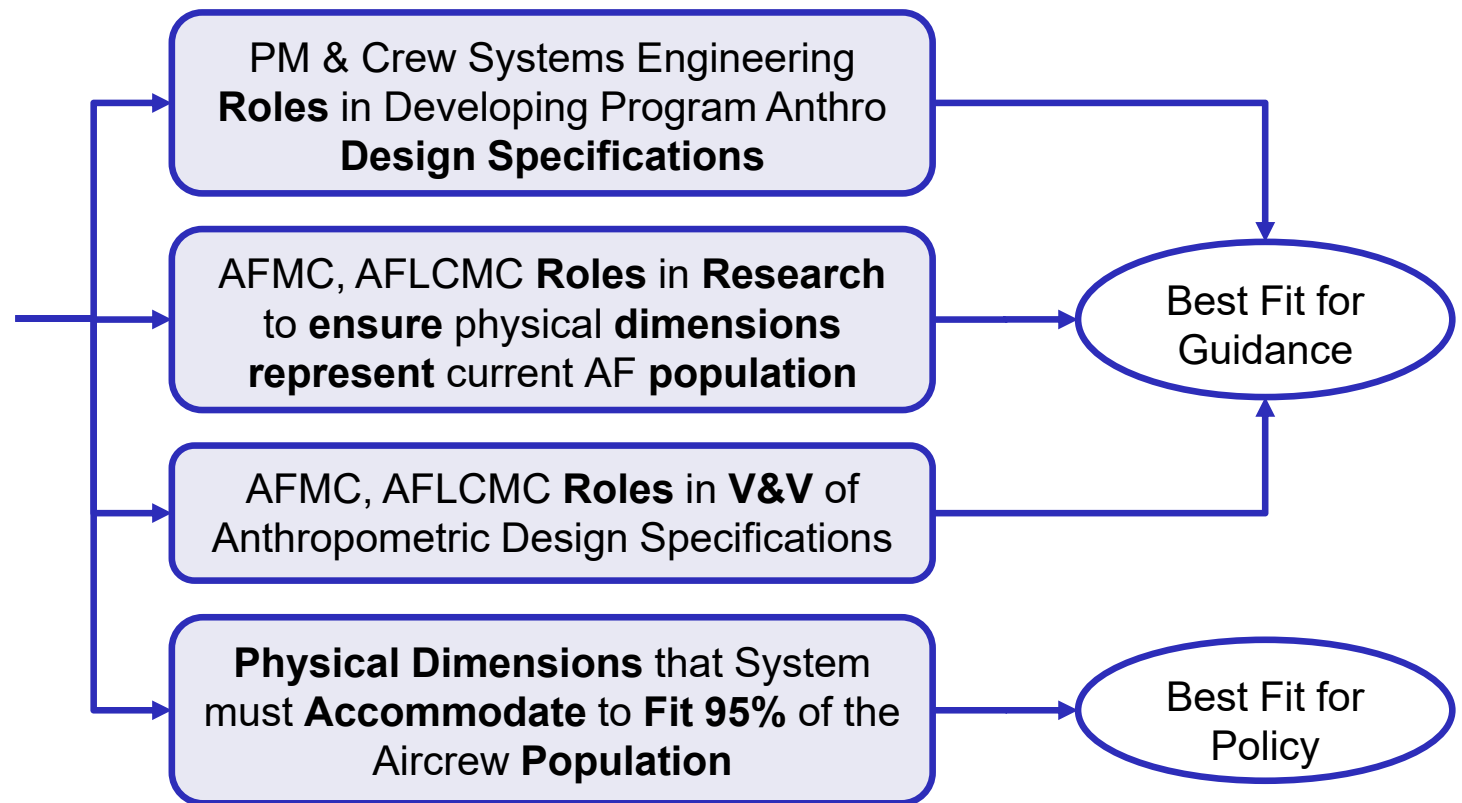 PM & Crew Systems Engineering
Roles in Developing Program Anthro
Design Specifications
AFMC, AFLCMC Roles in Research
to ensure physical dimensions
represent current AF population
AFMC, AFLCMC Roles in V&V of
Anthropometric Design Specifications
Physical Dimensions that System
must Accommodate to Fit 95% of the
Aircrew Population
Best Fit for
Guidance
Best Fit for
Policy